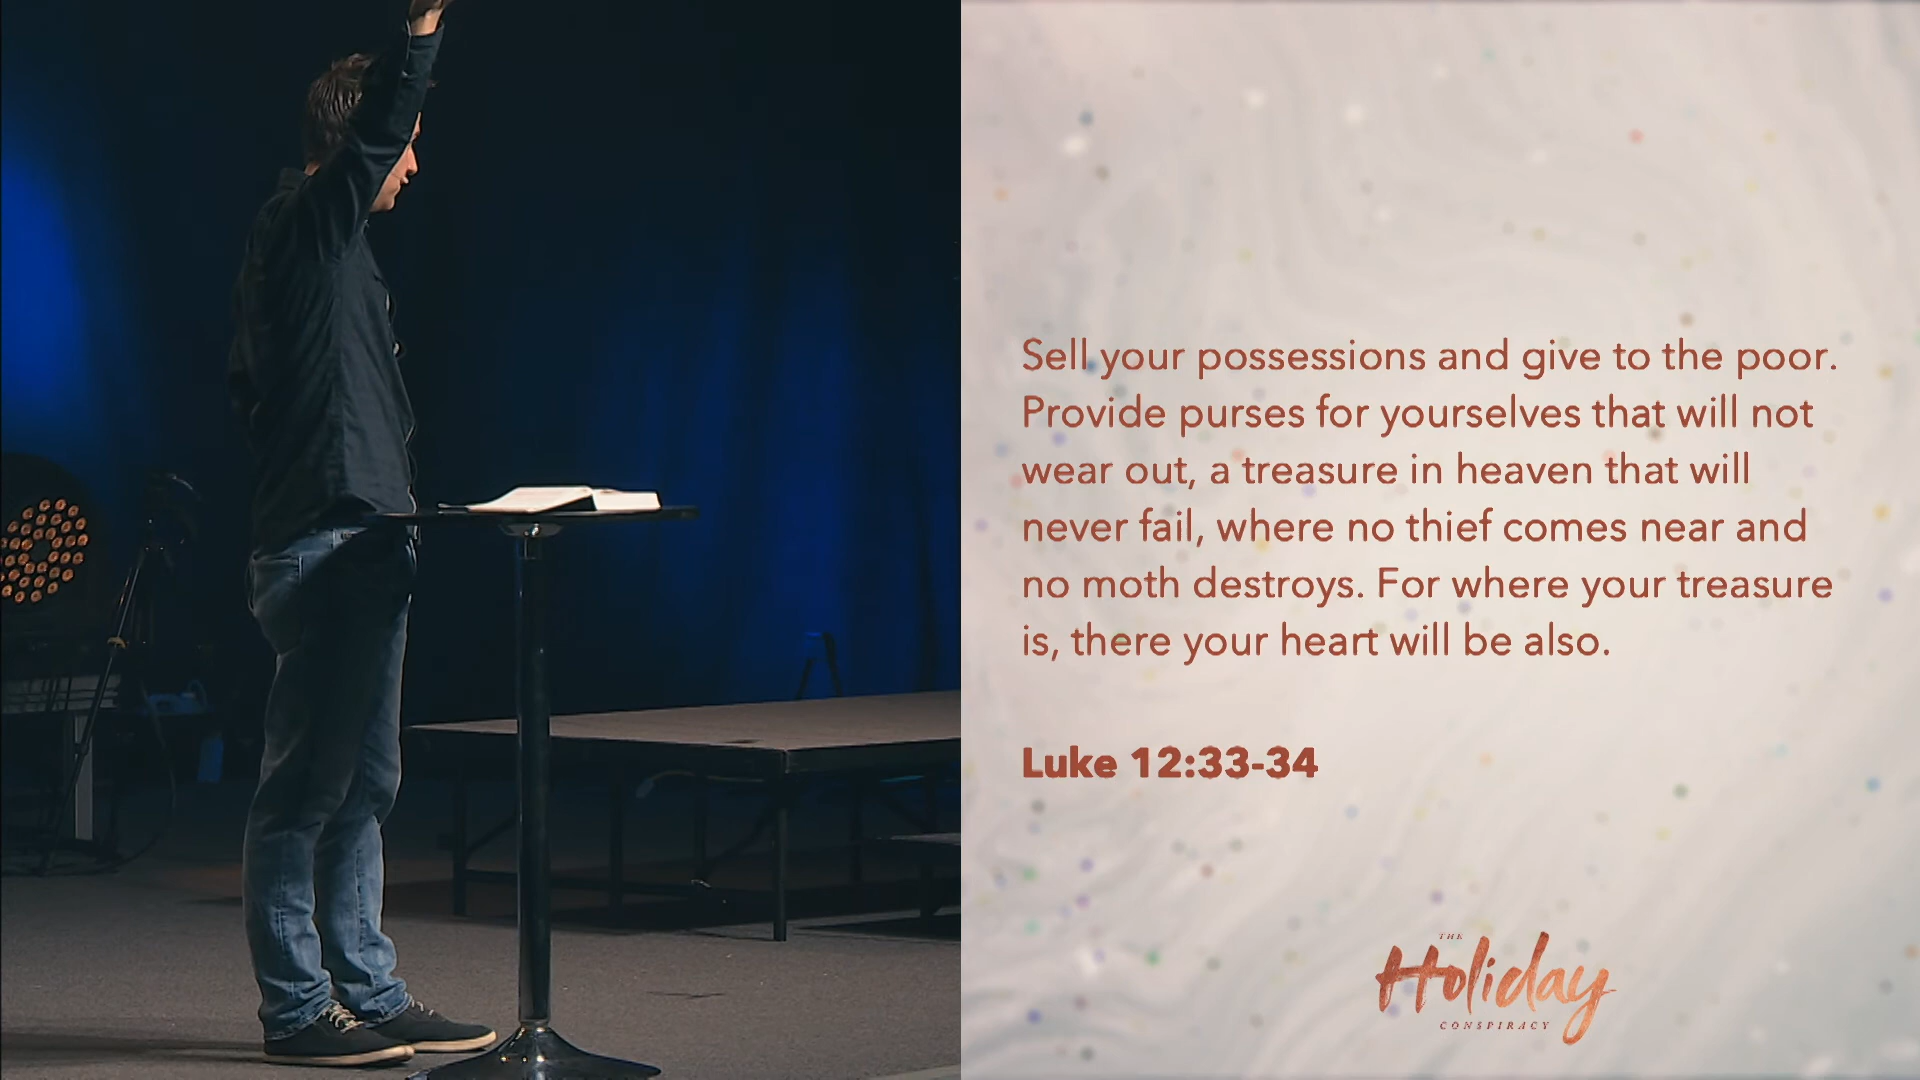 Sell your possessions and give to the poor.
Provide purses for yourselves that will not
wear out, a treasure in heaven that will
never fail, where no thief comes near and
no moth destroys. For where your treasure
is, there your heart will be also.
Luke 12:33-34
THE
Holiday
CONSPIRACY